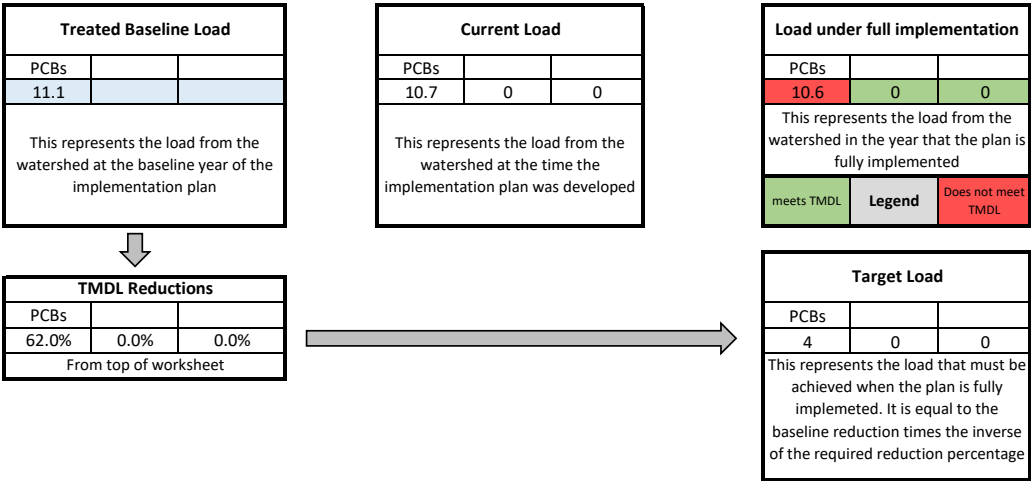 Treated Baseline Load
PCBs
11.1
This represents the load from the
watershed at the baseline year of the
implementation plan
Current Load
PCBs
10.7 0 0
This represents the load from the
watershed at the time the
implementation plan was developed
Load under full implementation
PCBs
10.6 0 0
This represents the load from the
watershed in the year that the plan is
fully implemented
meets TMDL Legend Does not meet
TMDL
TMDL Reductions
PCBs
62.0% 0.0% 0.0%
From top of worksheet
Target Load
PCBs
4 0 0
This represents the load that must be
achieved when the plan is fully
implemeted. It is equal to the
baseline reduction times the inverse
of the required reduction percentage